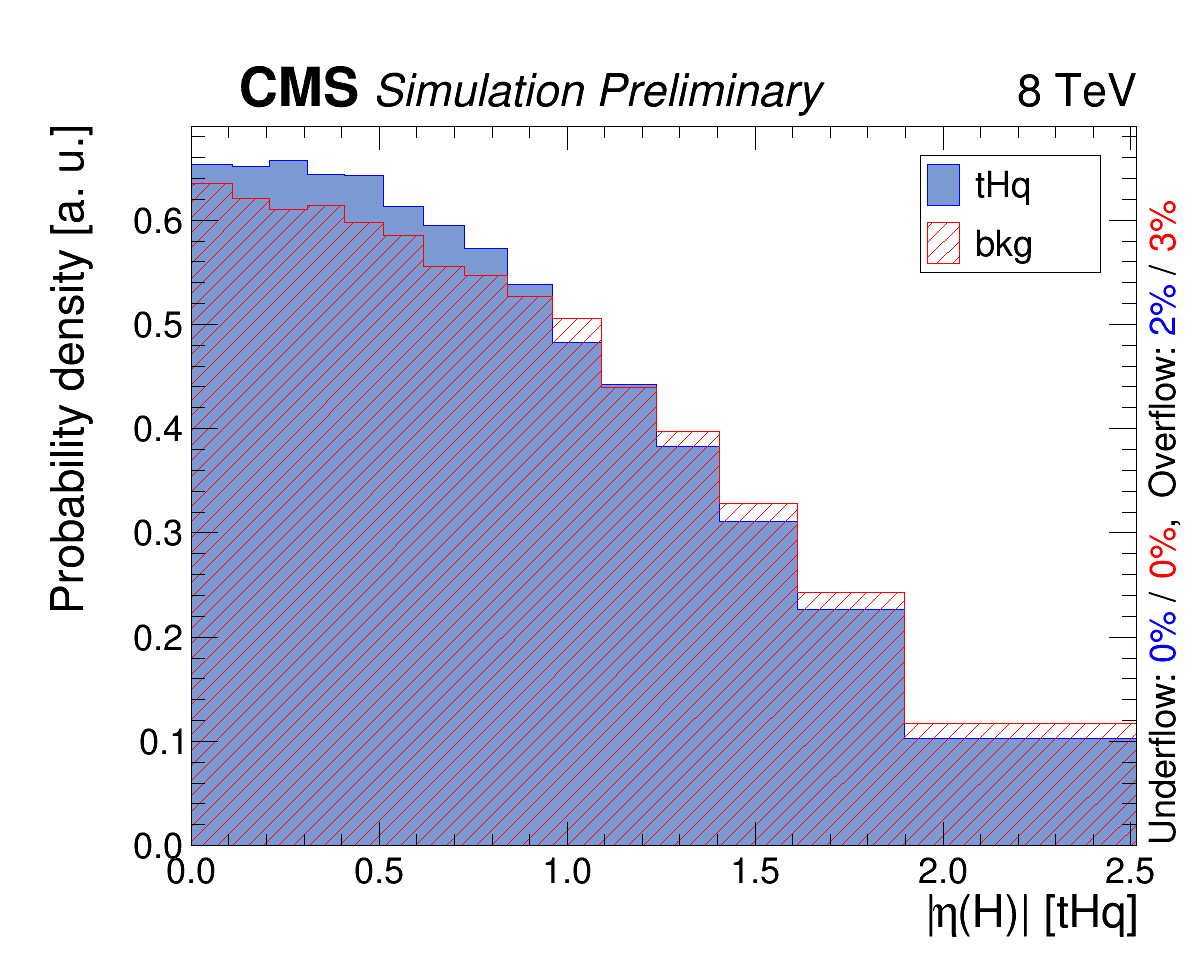 CMS Simulation Preliminary 8 TeV
Probability density [a. u.]
tHq
bkg
0.6
0.5
0.4
0.3
0.2
0.1
0.0
0.0 0.5 1.0 1.5 2.0 2.5
|η(H)| [tHq]
Underflow: 0% / 0%, Overflow: 2% / 3%